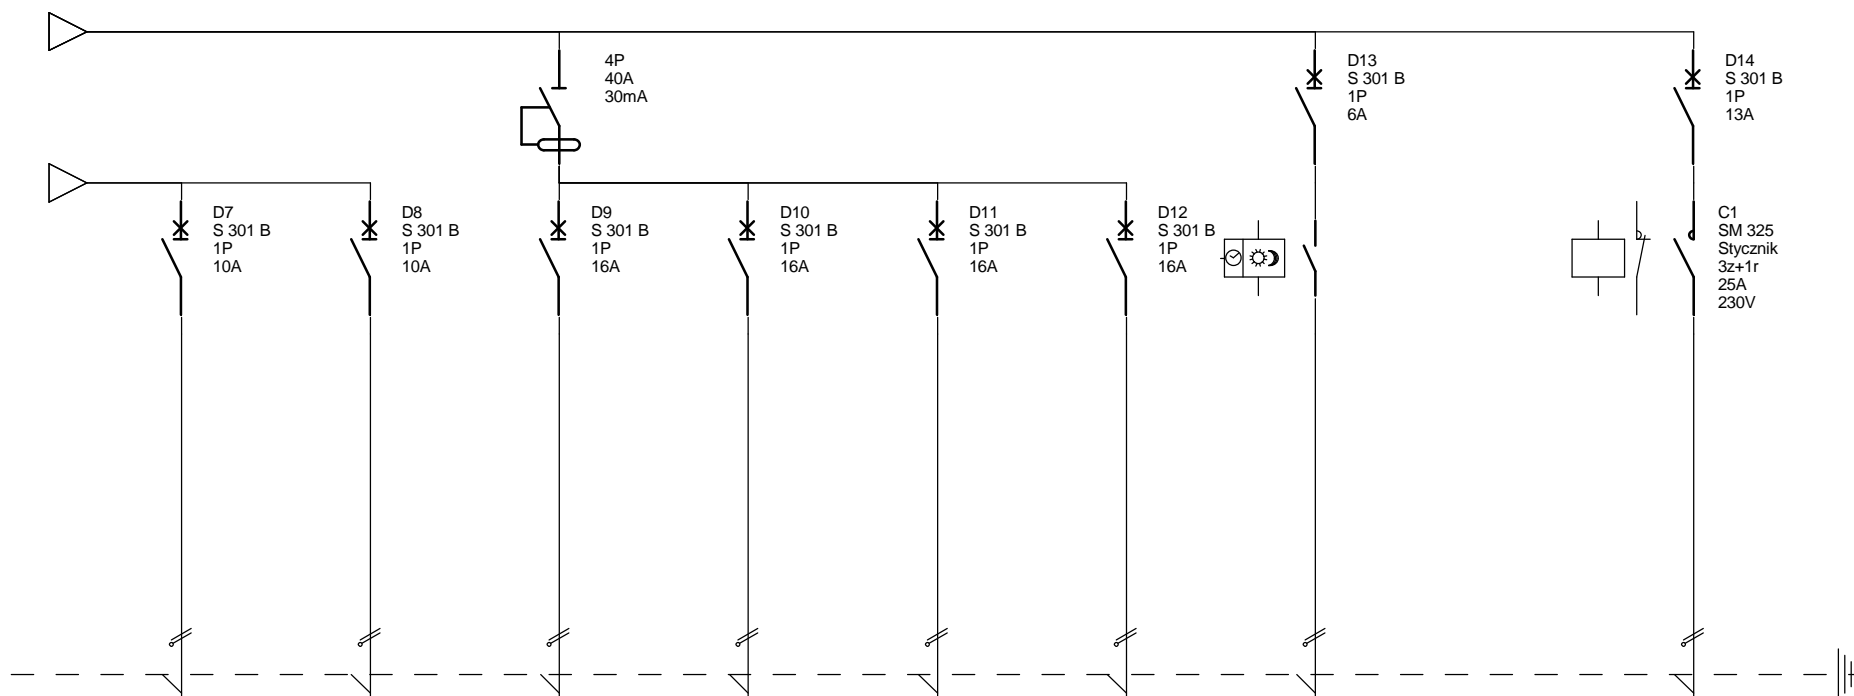 4P
40A
30mA
D13
S 301 B
1P
6A
D14
S 301 B
1P
13A
D7
S 301 B
1P
10A
D8
S 301 B
1P
10A
D9
S 301 B
1P
16A
D10
S 301 B
1P
16A
D11
S 301 B
1P
16A
D12
S 301 B
1P
16A
C1
SM 325
Stycznik
3z+1r
25A
230V